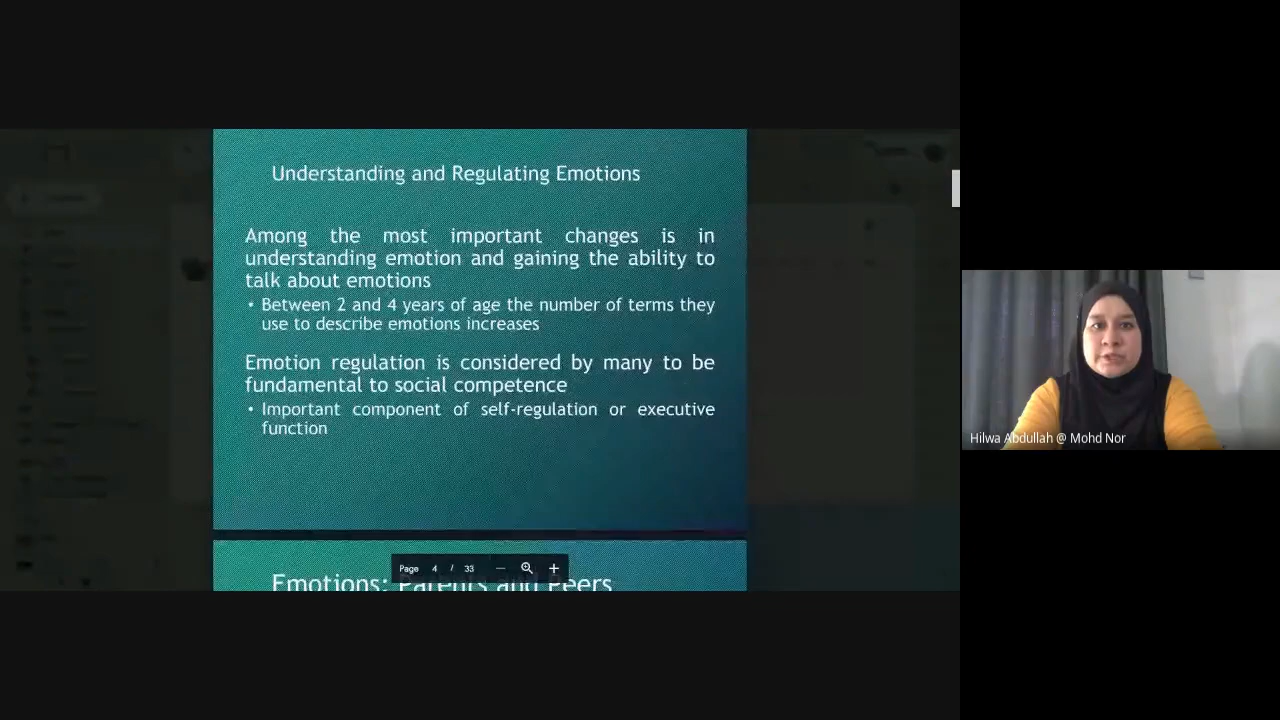 Understanding and Regulating Emotions
Among the most important changes is in
understanding emotion and gaining the ability to
talk about emotions
• Between 2 and 4 years of age the number of terms they
use to describe emotions increases
Emotion regulation is considered by many to be
fundamental to social competence
• Important component of self-regulation or executive
function
Page 4 / 33
Emotions: Parents and Peers
Hilwa Abdullah @ Mohd Nor